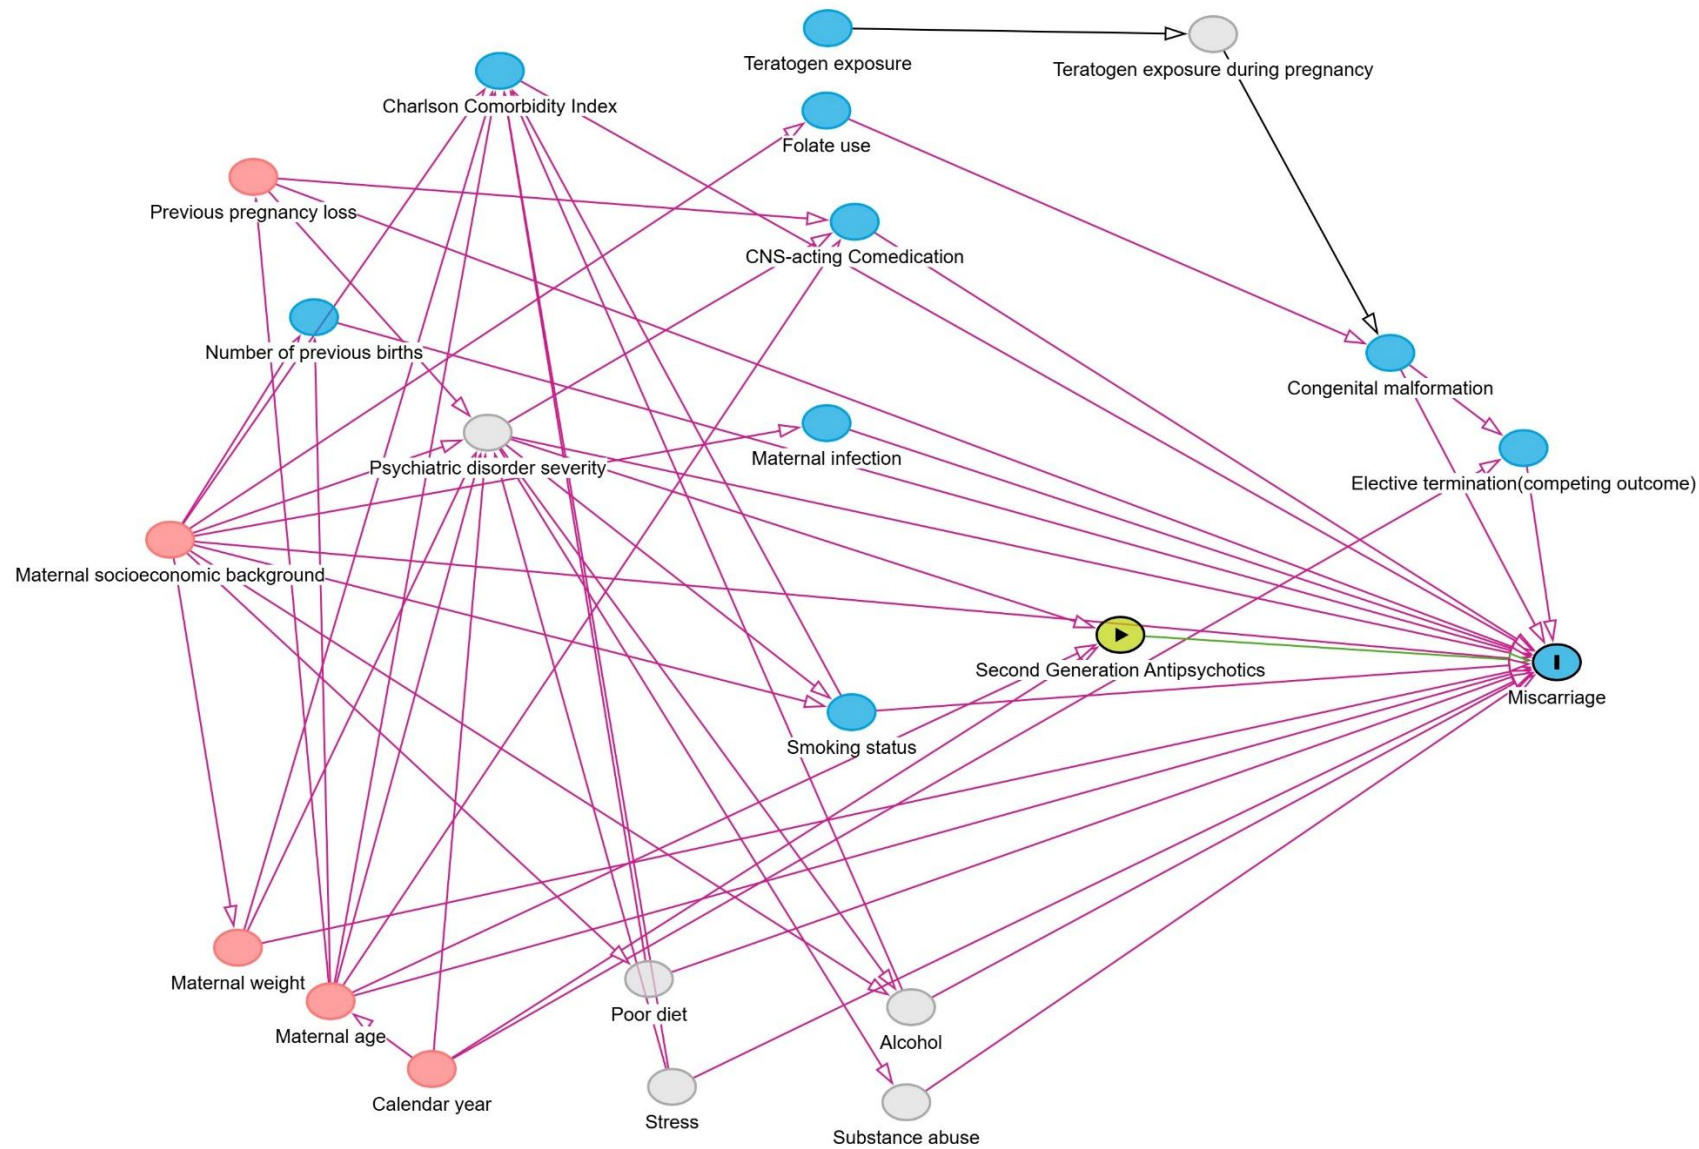 Teratogen exposure
Teratogen exposure during pregnancy
Charlson Comorbidity Index
Folate use
Previous pregnancy loss
CNS-acting Comedication
Number of previous births
Congenital malformation
Psychiatric disorder severity
Maternal infection
Elective termination(competing outcome)
Maternal socioeconomic background
Second Generation Antipsychotics
Miscarriage
Smoking status
Maternal weight
Poor diet
Maternal age
Alcohol
Calendar year
Stress
Substance abuse